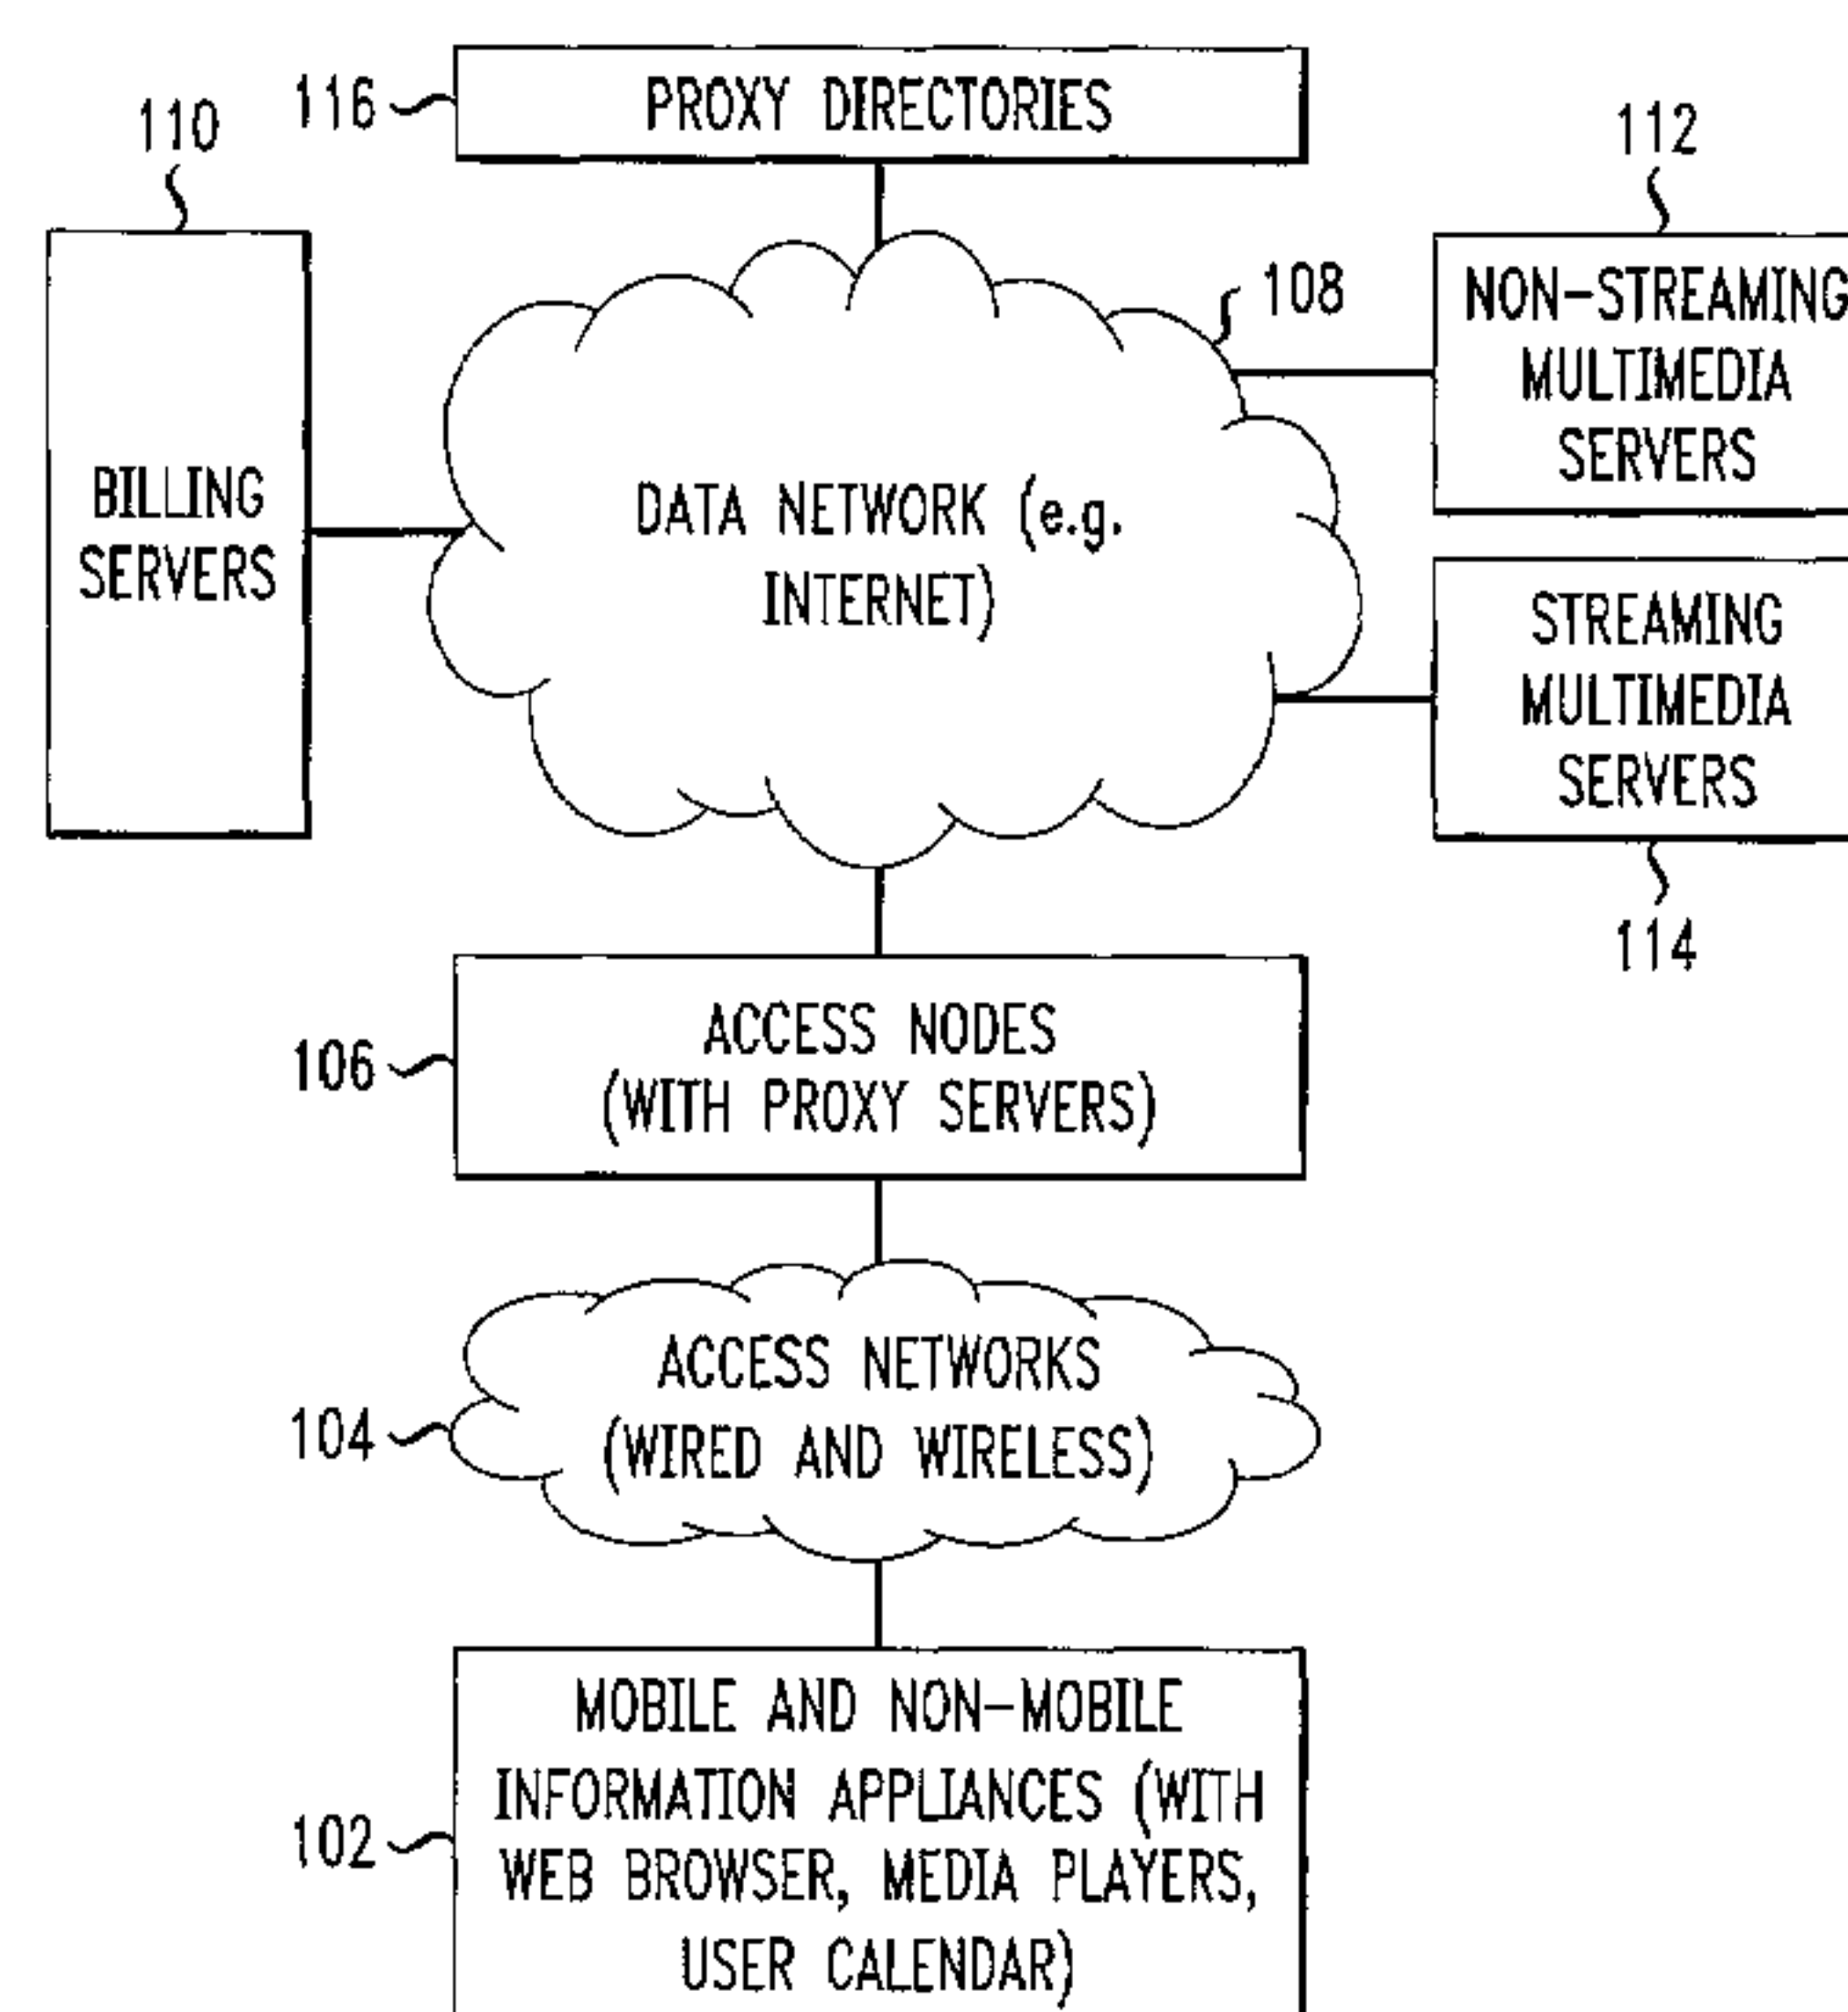 116
PROXY DIRECTORIES
110
112
108
NON-STREAMING
MULTIMEDIA
SERVERS
BILLING
SERVERS
DATA NETWORK (e.g.
INTERNET)
STREAMING
MULTIMEDIA
SERVERS
114
106
ACCESS NODES
(WITH PROXY SERVERS)
104
ACCESS NETWORKS
(WIRED AND WIRELESS)
102
MOBILE AND NON-MOBILE
INFORMATION APPLIANCES (WITH
WEB BROWSER, MEDIA PLAYERS,
USER CALENDAR)